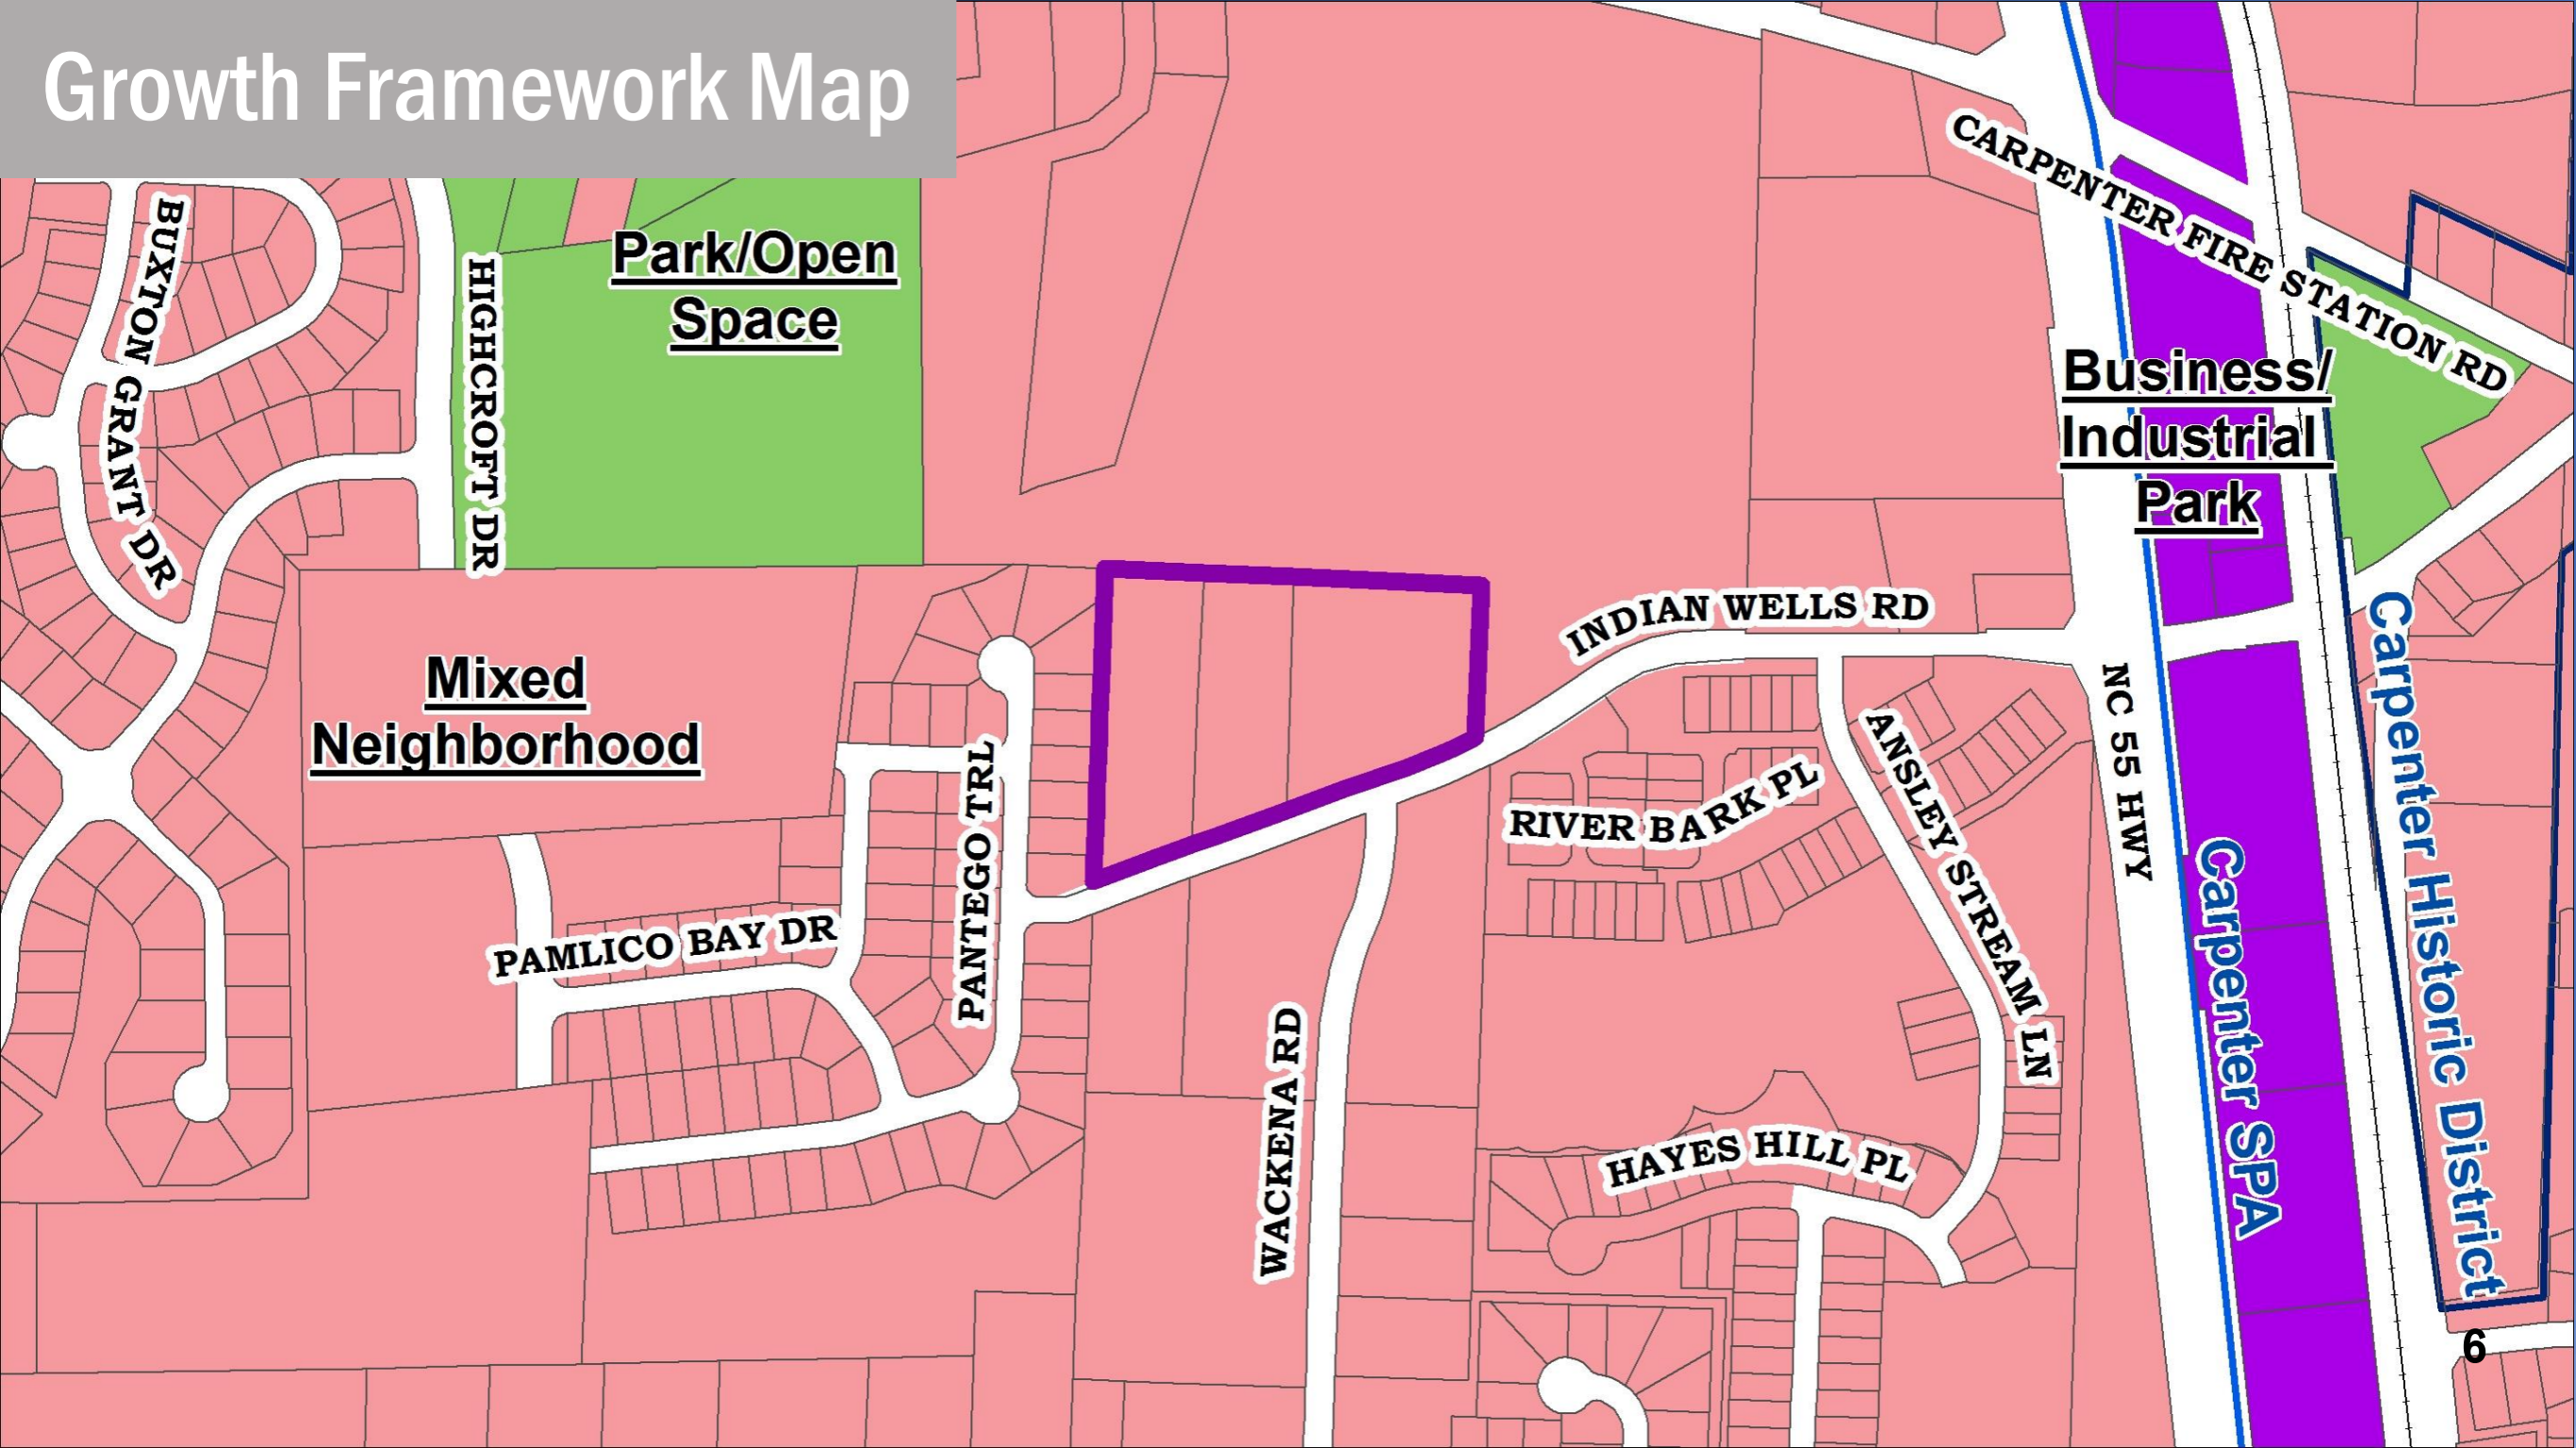 Growth Framework Map
CARPENTER FIRE STATION RD
BUXTON GRANT DR
HIGHCROFT DR
Park/Open
Space
Business/
Industrial
Park
INDIAN WELLS RD
Mixed
Neighborhood
Carpenter Historic District
NC 55 HWY
ANSLEY STREAM LN
RIVER BARK PL
PANTEGO TRL
PAMLICO BAY DR
Carpenter SPA
WACKENA RD
HAYES HILL PL
6